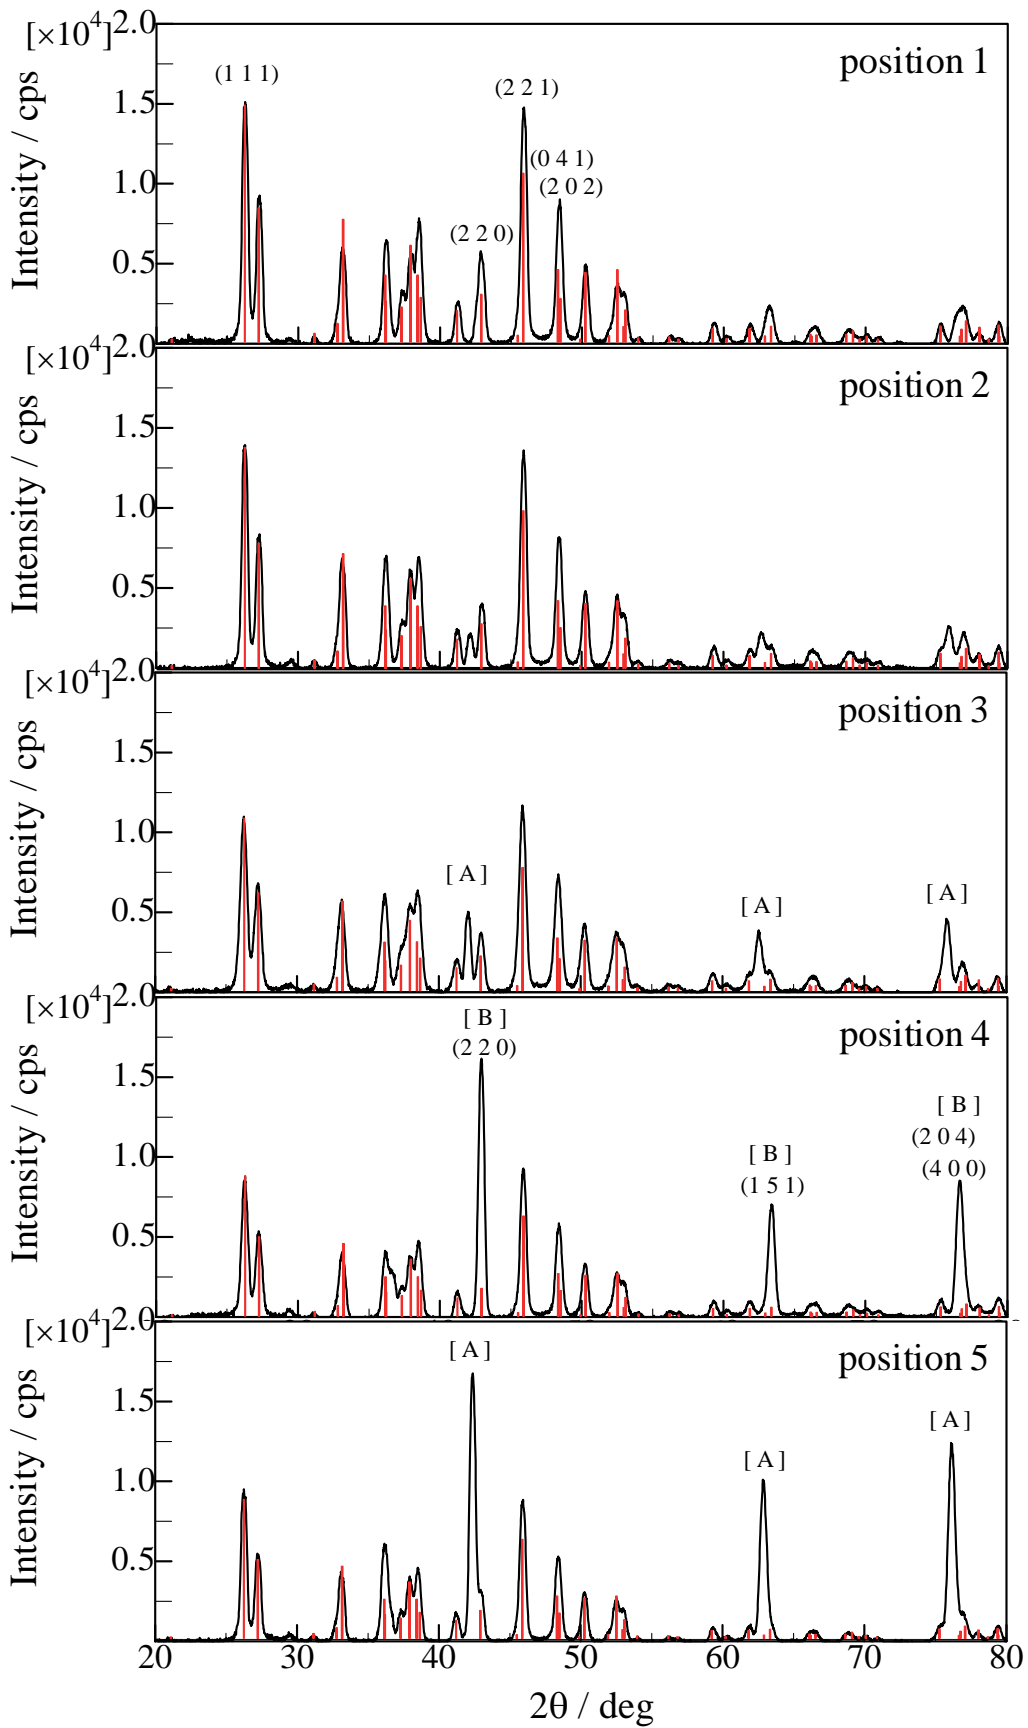 [×10⁴]
2.0
position 1
(1 1 1)
(2 2 1)
(0 4 1)
(2 0 2)
(2 2 0)
1.5
1.0
0.5
Intensity / cps
[×10⁴]
2.0
position 2
1.5
1.0
0.5
Intensity / cps
[×10⁴]
2.0
position 3
1.5
1.0
0.5
[ A ]
[ A ]
[ A ]
Intensity / cps
[×10⁴]
2.0
[ B ]
(2 2 0)
position 4
1.5
1.0
0.5
[ B ]
(1 5 1)
[ B ]
(2 0 4)
(4 0 0)
Intensity / cps
0
[×10⁴]
2.0
[ A ]
position 5
1.5
1.0
0.5
[ A ]
[ A ]
Intensity / cps
20 30 40 50 60 70 80
2θ / deg